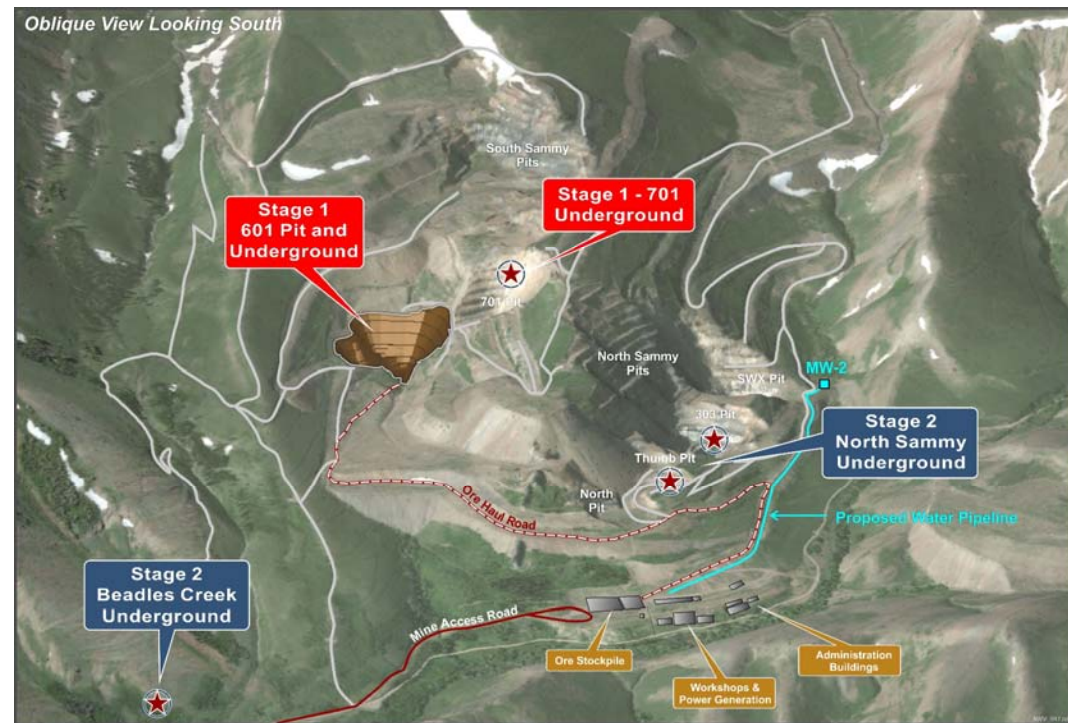 Oblique View Looking South
South Sammy
Pits
Stage 1 - 701
Underground
Stage 1
601 Pit and
Underground
701 Pit
North Sammy
Pits
SWX Pit
MW-2
303 Pit
Stage 2
North Sammy
Underground
Thumb Pit
North
Pit
Ore Haul Road
Proposed Water Pipeline
Stage 2
Beadles Creek
Underground
Mine Access Road
Ore Stockpile
Administration
Buildings
Workshops &
Power Generation